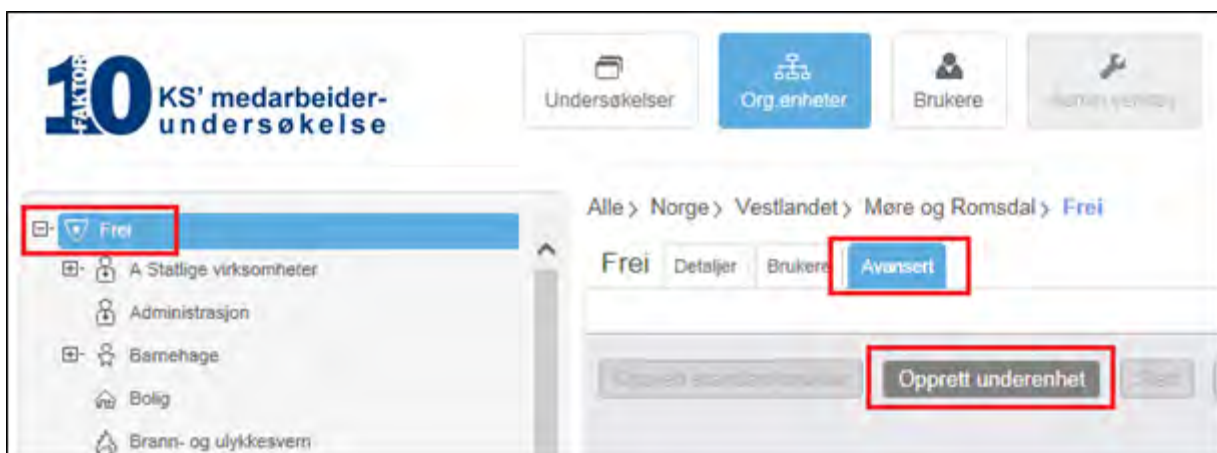 10 FAKTOR
KS' medarbeider-
undersøkelse
Undersøkelser
Org.enheter
Brukere
Frei
A Statlige virksomheter
Administrasjon
Barnehage
Bolig
Brann- og ulykkesvern
Alle > Norge > Vestlandet > Møre og Romsdal > Frei
Frei Detaljer Brukere Avansert
Opprett underenhet